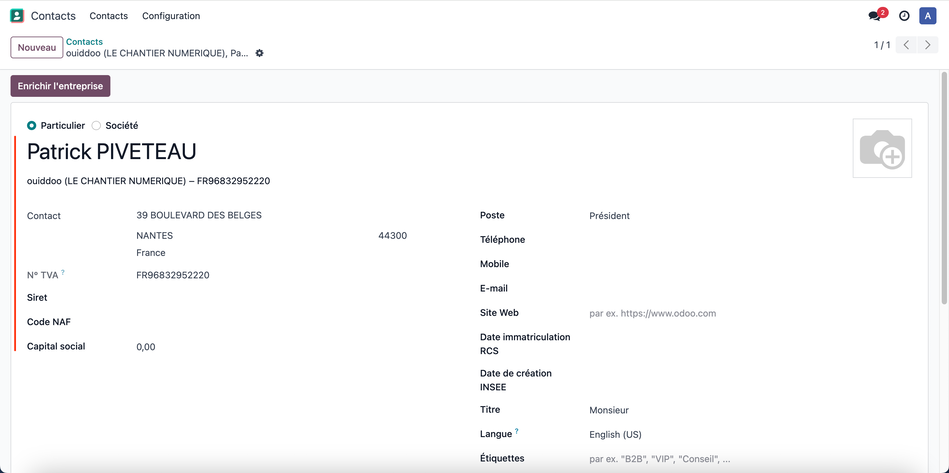 Contacts Contacts Configuration 2 A
Nouveau Contacts
ouiddoo (LE CHANTIER NUMERIQUE), Pa... 1 / 1
Enrichir l'entreprise
Particulier Société
Patrick PIVETEAU
ouiddoo (LE CHANTIER NUMERIQUE) – FR96832952220
Contact 39 BOULEVARD DES BELGES
NANTES 44300
France
N° TVA ? FR96832952220
Siret
Code NAF
Capital social 0,00
Poste Président
Téléphone
Mobile
E-mail
Site Web par ex. https://www.odoo.com
Date immatriculation
RCS
Date de création
INSEE
Titre Monsieur
Langue ? English (US)
Étiquettes par ex. "B2B", "VIP", "Conseil", ...